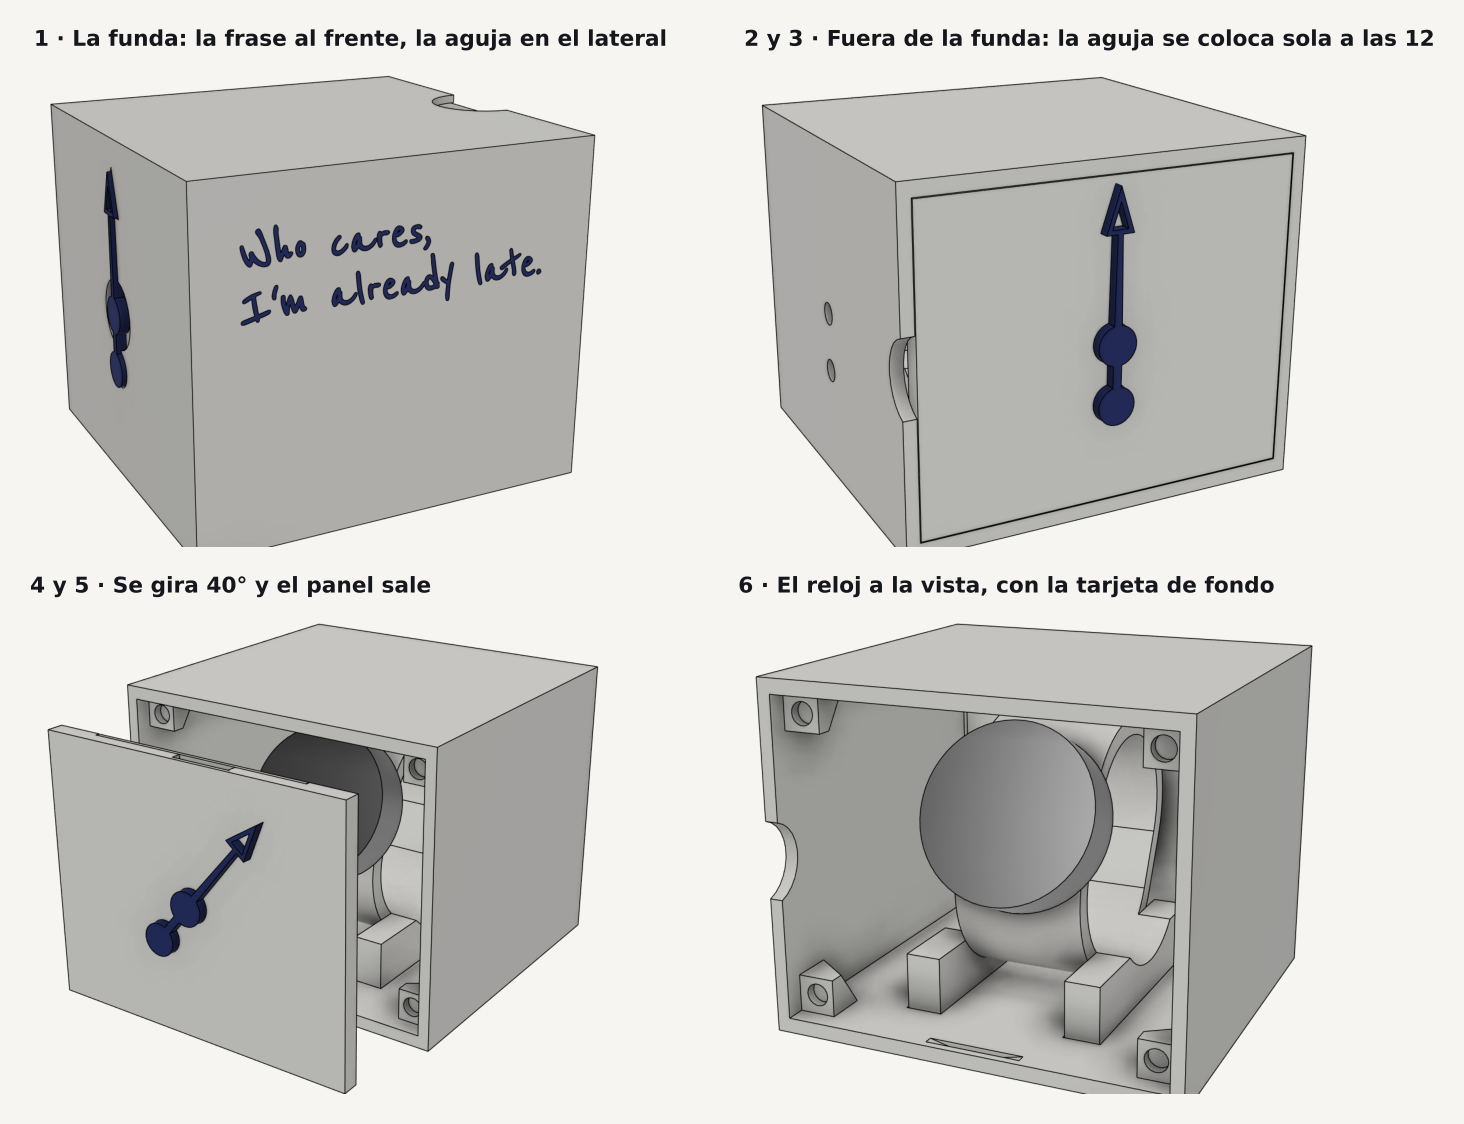 1 · La funda: la frase al frente, la aguja en el lateral
2 y 3 · Fuera de la funda: la aguja se coloca sola a las 12
Who cares,
I'm already late.
4 y 5 · Se gira 40° y el panel sale
6 · El reloj a la vista, con la tarjeta de fondo